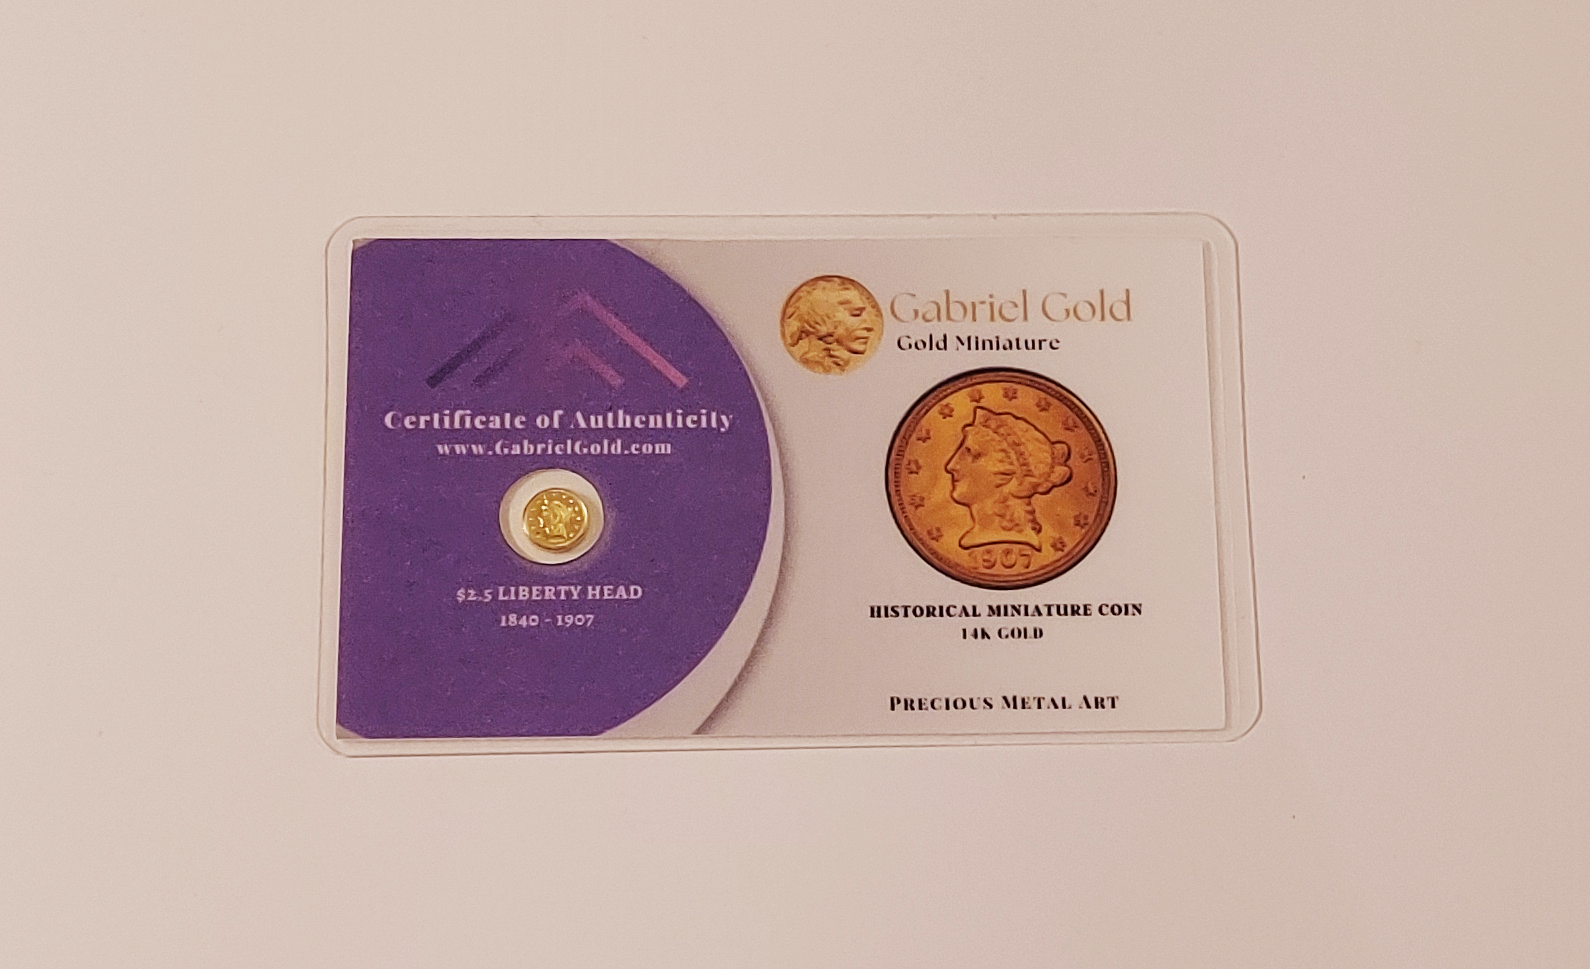 Certificate of Authenticity
www.GabrielGold.com
$2.5 LIBERTY HEAD
1840 - 1907
Gabriel Gold
Gold Miniature
1907
HISTORICAL MINIATURE COIN
14K GOLD
PRECIOUS METAL ART